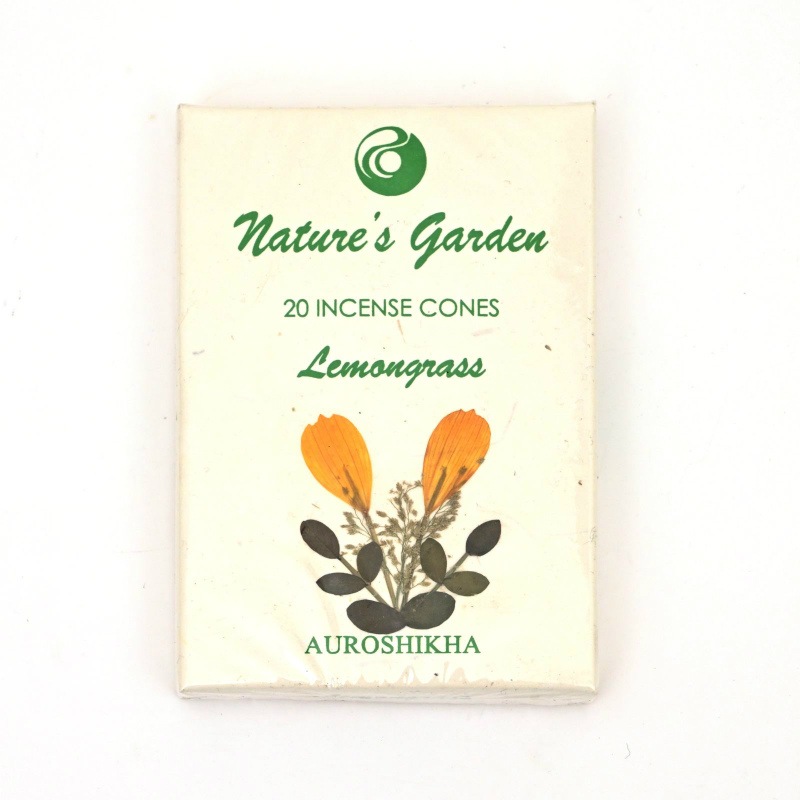 Nature's Garden
20 INCENSE CONES
Lemongrass
AUROSHIKHA